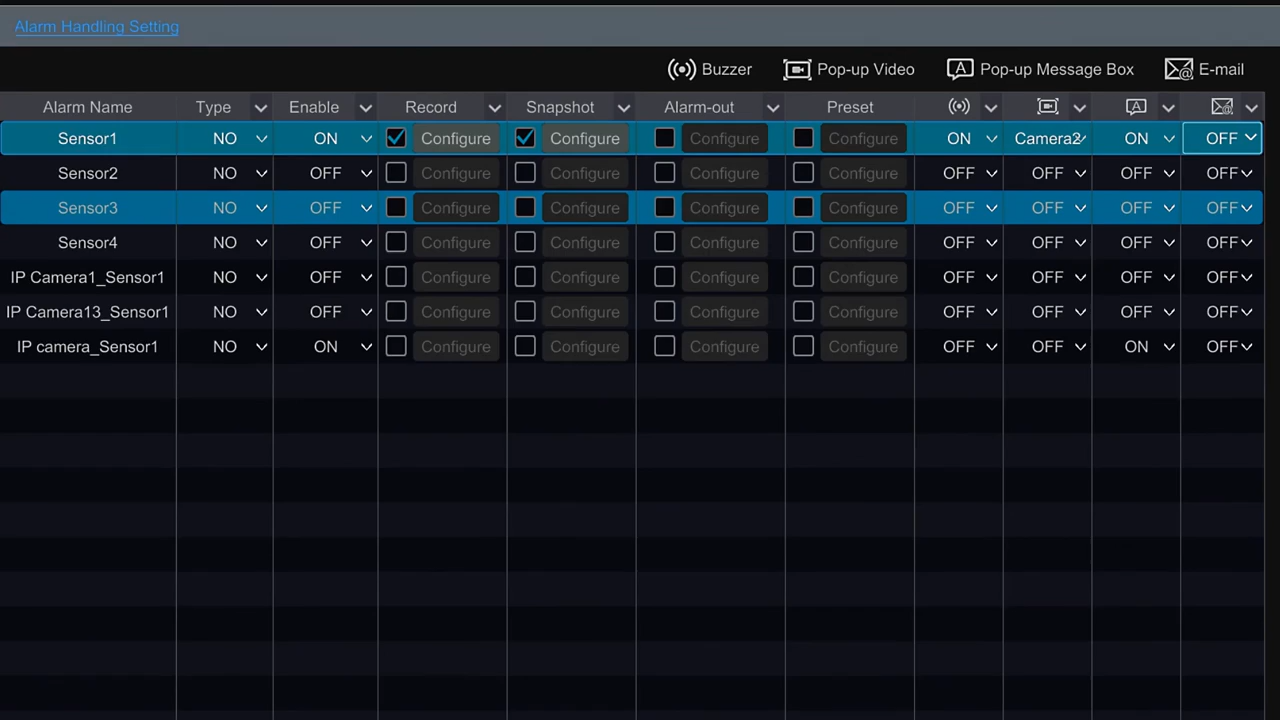 Alarm Handling Setting
Buzzer Pop-up Video Pop-up Message Box E-mail
Alarm Name Type Enable Record Snapshot Alarm-out Preset
Sensor1 NO ON Configure Configure Configure Configure ON Camera2 ON OFF
Sensor2 NO OFF Configure Configure Configure Configure OFF OFF OFF OFF
Sensor3 NO OFF Configure Configure Configure Configure OFF OFF OFF OFF
Sensor4 NO OFF Configure Configure Configure Configure OFF OFF OFF OFF
IP Camera1_Sensor1 NO OFF Configure Configure Configure Configure OFF OFF OFF OFF
IP Camera13_Sensor1 NO OFF Configure Configure Configure Configure OFF OFF OFF OFF
IP camera_Sensor1 NO ON Configure Configure Configure Configure OFF OFF ON OFF